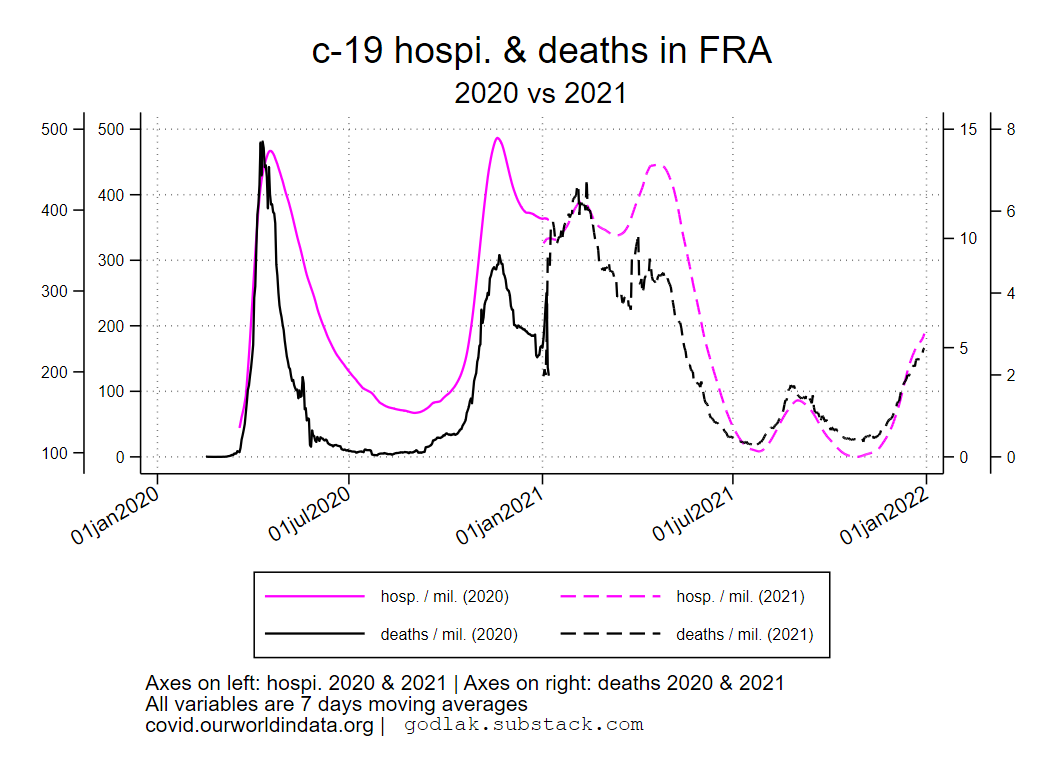 c-19 hospi. & deaths in FRA
2020 vs 2021
500
400
300
200
100
500
400
300
200
100
0
15
10
5
0
8
6
4
2
0
01jan2020
01jul2020
01jan2021
01jul2021
01jan2022
hosp. / mil. (2020)
hosp. / mil. (2021)
deaths / mil. (2020)
deaths / mil. (2021)
Axes on left: hospi. 2020 & 2021 | Axes on right: deaths 2020 & 2021
All variables are 7 days moving averages
covid.ourworldindata.org | godlak.substack.com